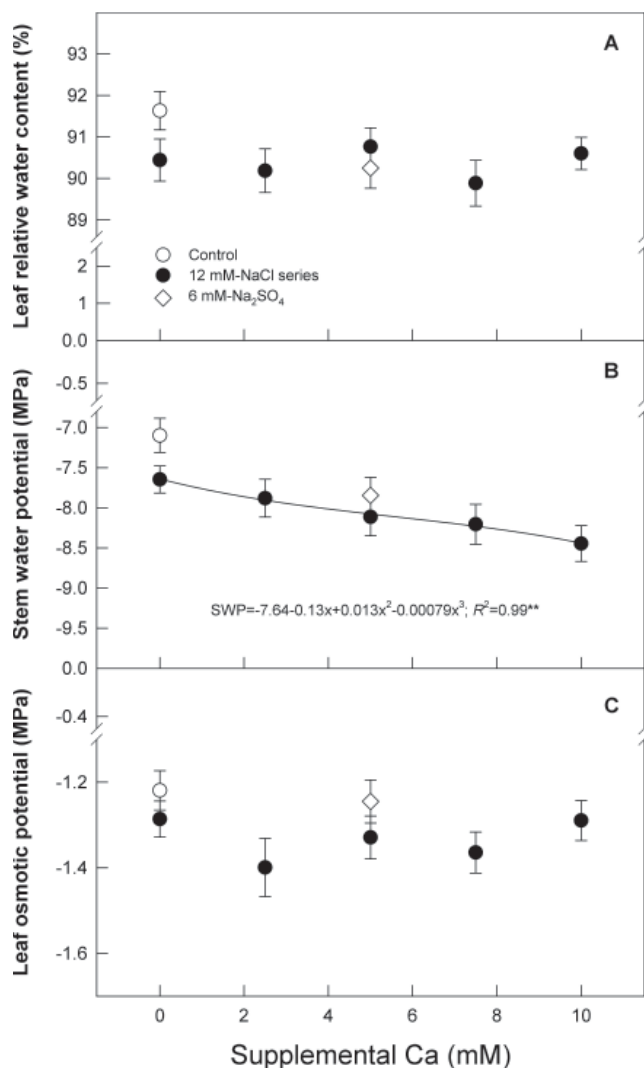 Leaf relative water content (%)
93
92
91
90
89
2
1
0.0
A
Control
12 mM-NaCl series
6 mM-Na₂SO₄
Stem water potential (MPa)
-0.5
-7.0
-7.5
-8.0
-8.5
-9.0
-9.5
0.0
B
SWP=-7.64-0.13x+0.013x²-0.00079x³; R²=0.99**
Leaf osmotic potential (MPa)
-0.4
-1.2
-1.4
-1.6
C
0 2 4 6 8 10
Supplemental Ca (mM)